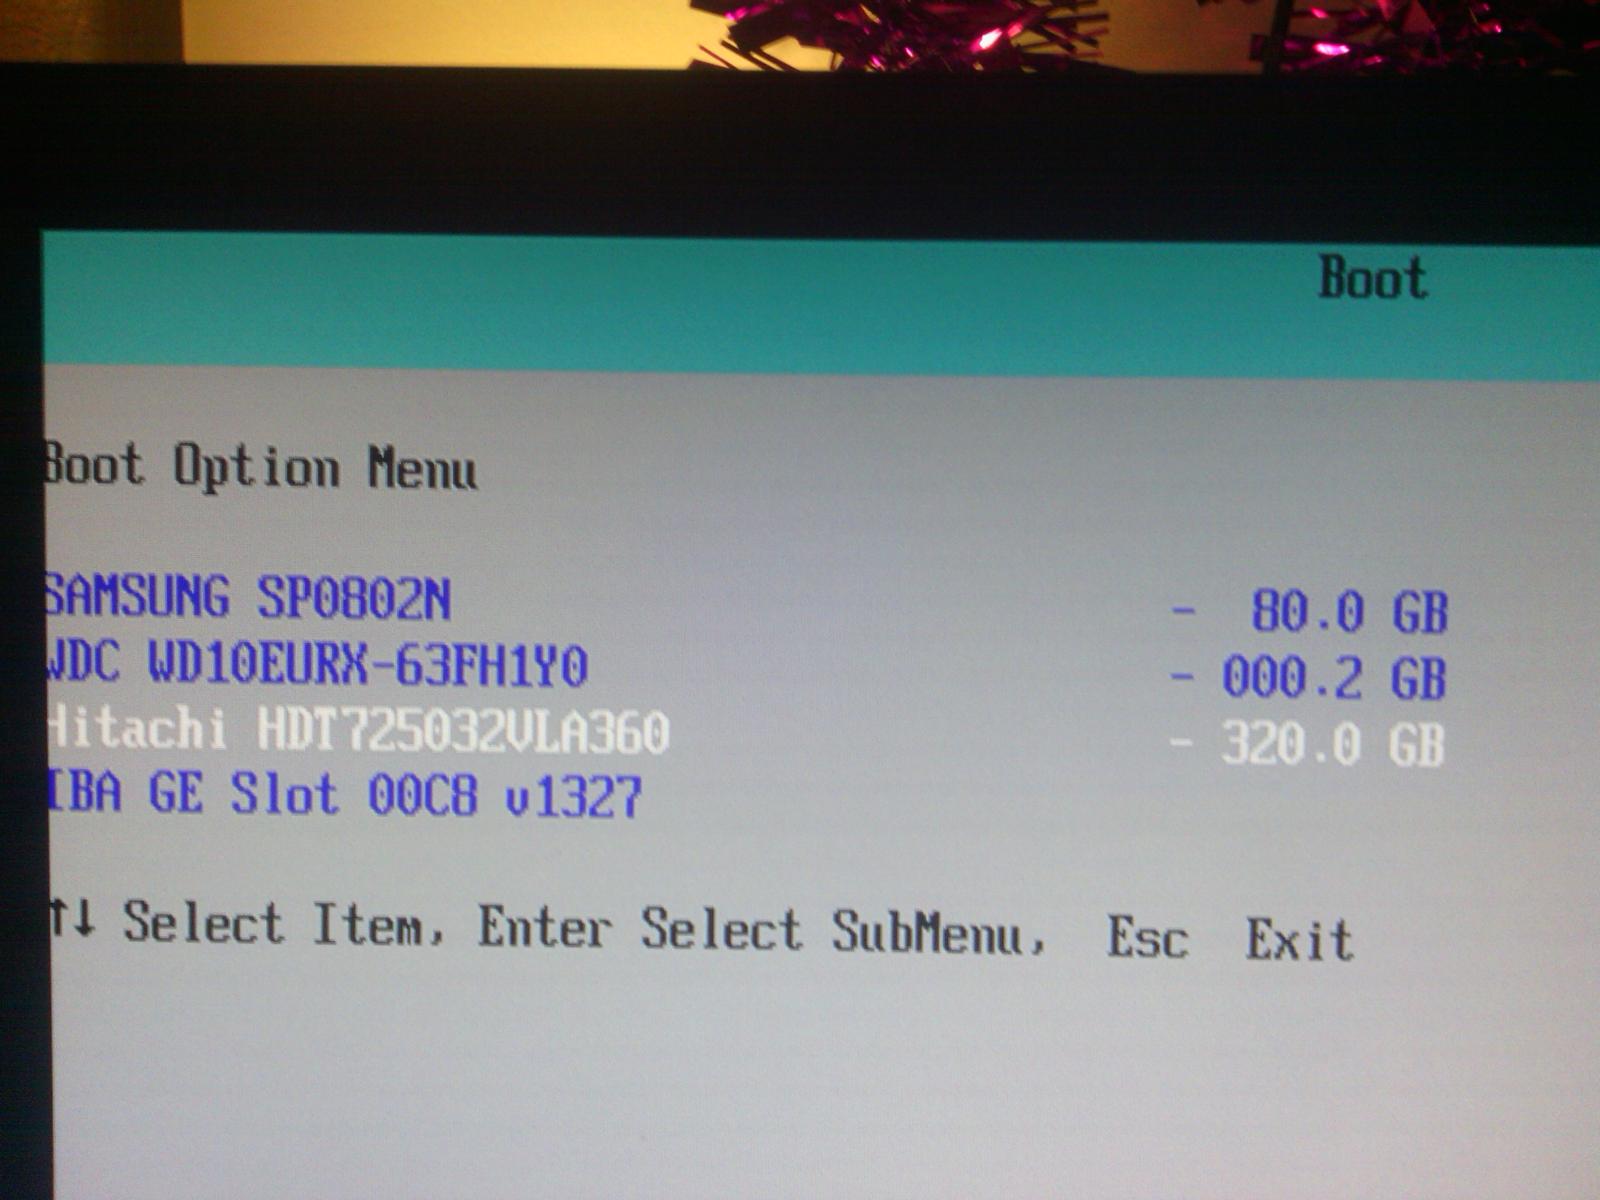 Boot
Boot Option Menu
SAMSUNG SP0802N - 80.0 GB
WDC WD10EURX-63FH1Y0 - 000.2 GB
Hitachi HDT725032VLA360 - 320.0 GB
IBA GE Slot 00C8 v1327
↑↓ Select Item, Enter Select SubMenu, Esc Exit